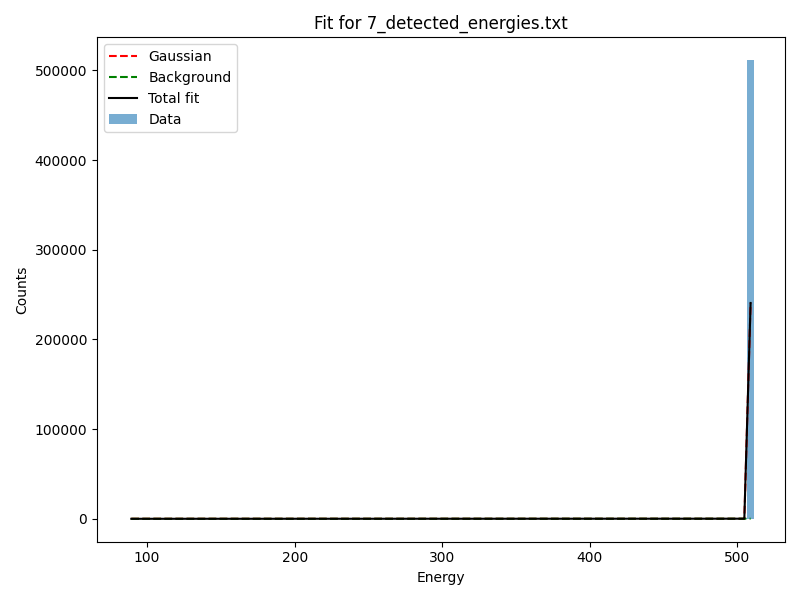 Fit for 7_detected_energies.txt
Gaussian
Background
Total fit
Data
500000
400000
300000
200000
100000
0
Counts
100
200
300
400
500
Energy